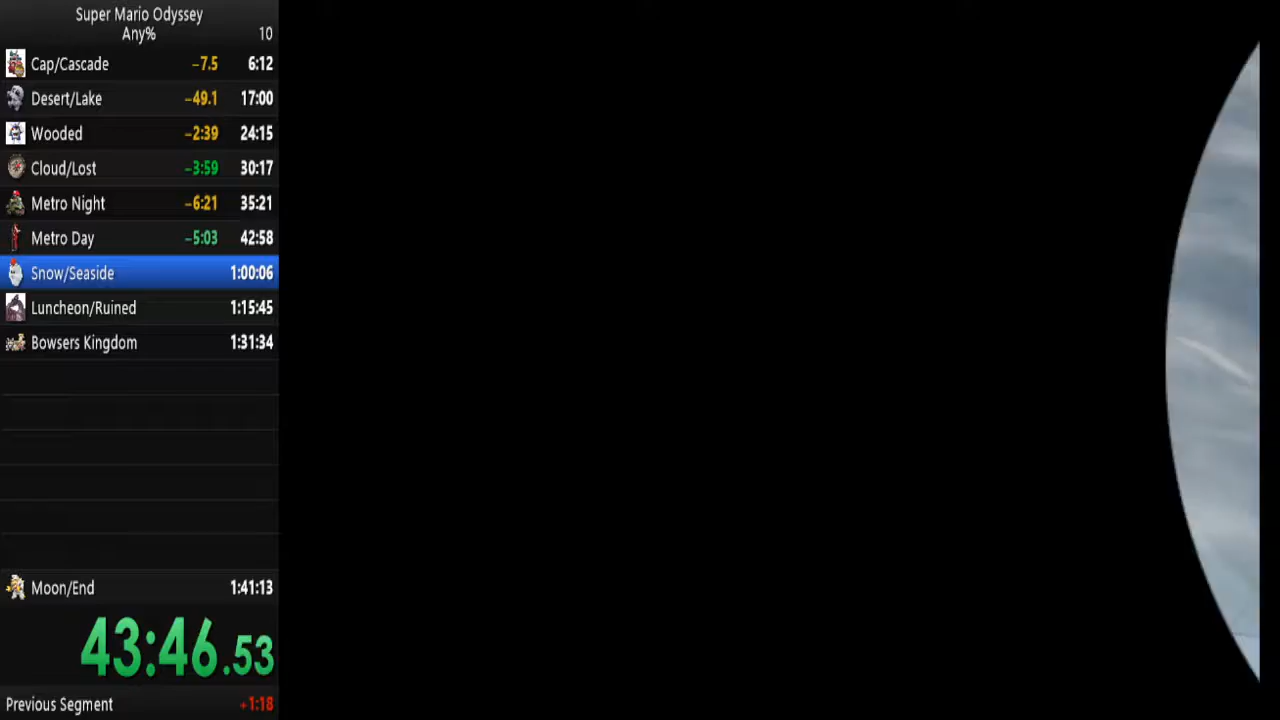 Super Mario Odyssey
Any% 10
Cap/Cascade −7.5 6:12
Desert/Lake −49.1 17:00
Wooded −2:39 24:15
Cloud/Lost −3:59 30:17
Metro Night −6:21 35:21
Metro Day −5:03 42:58
Snow/Seaside 1:00:06
Luncheon/Ruined 1:15:45
Bowsers Kingdom 1:31:34
Moon/End 1:41:13
43:46.53
Previous Segment +1:18